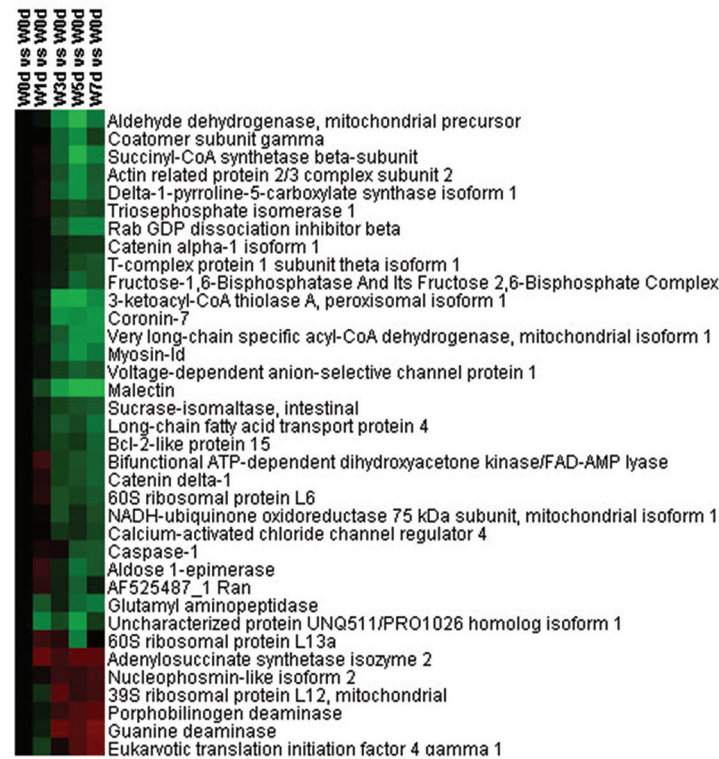 W0d vs W0d
W1d vs W0d
W3d vs W0d
W5d vs W0d
W7d vs W0d
Aldehyde dehydrogenase, mitochondrial precursor
Coatomer subunit gamma
Succinyl-CoA synthetase beta-subunit
Actin related protein 2/3 complex subunit 2
Delta-1-pyrroline-5-carboxylate synthase isoform 1
Triosephosphate isomerase 1
Rab GDP dissociation inhibitor beta
Catenin alpha-1 isoform 1
T-complex protein 1 subunit theta isoform 1
Fructose-1,6-Bisphosphatase And Its Fructose 2,6-Bisphosphate Complex
3-ketoacyl-CoA thiolase A, peroxisomal isoform 1
Coronin-7
Very long-chain specific acyl-CoA dehydrogenase, mitochondrial isoform 1
Myosin-Id
Voltage-dependent anion-selective channel protein 1
Malectin
Sucrase-isomaltase, intestinal
Long-chain fatty acid transport protein 4
Bcl-2-like protein 15
Bifunctional ATP-dependent dihydroxyacetone kinase/FAD-AMP lyase
Catenin delta-1
60S ribosomal protein L6
NADH-ubiquinone oxidoreductase 75 kDa subunit, mitochondrial isoform 1
Calcium-activated chloride channel regulator 4
Caspase-1
Aldose 1-epimerase
AF525487_1 Ran
Glutamyl aminopeptidase
Uncharacterized protein UNQ511/PRO1026 homolog isoform 1
60S ribosomal protein L13a
Adenylosuccinate synthetase isozyme 2
Nucleophosmin-like isoform 2
39S ribosomal protein L12, mitochondrial
Porphobilinogen deaminase
Guanine deaminase
Eukaryotic translation initiation factor 4 gamma 1